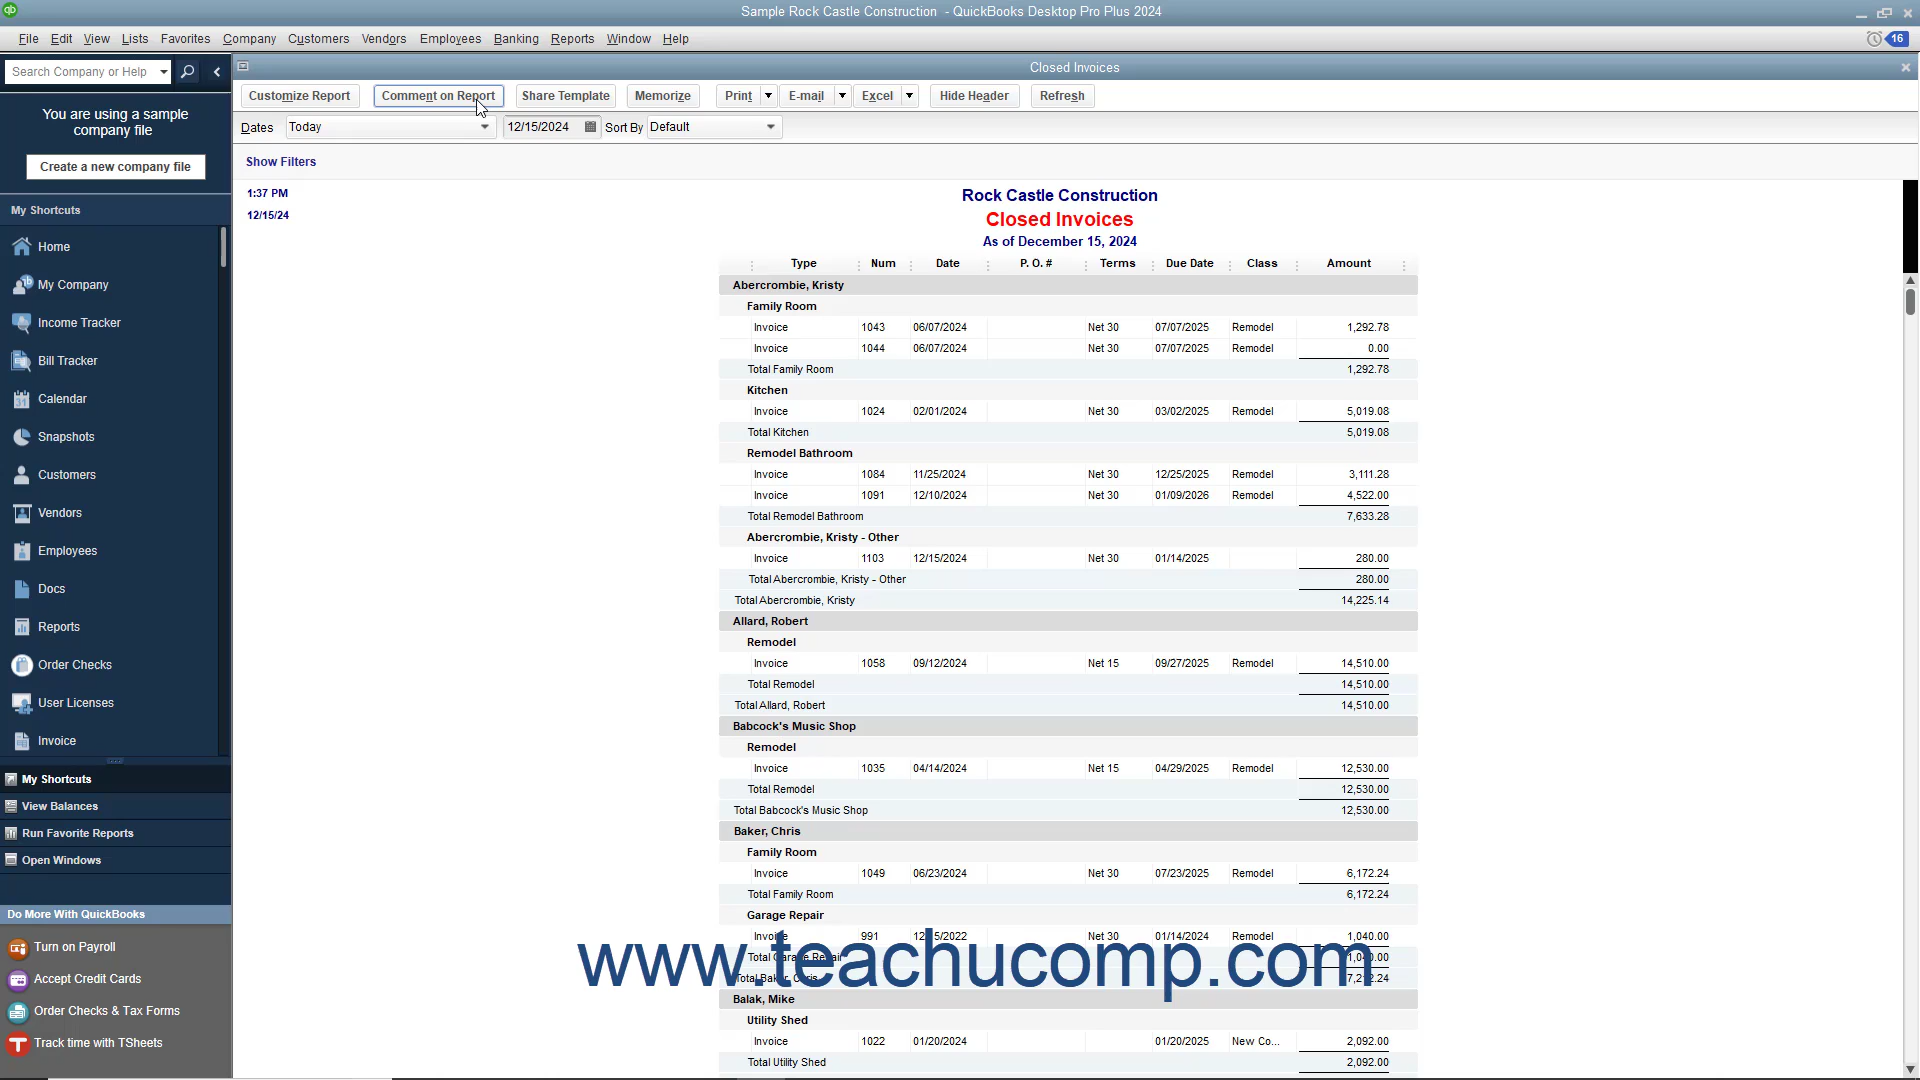 Sample Rock Castle Construction - QuickBooks Desktop Pro Plus 2024
File Edit View Lists Favorites Company Customers Vendors Employees Banking Reports Window Help
16
Search Company or Help
Closed Invoices
You are using a sample
company file
Create a new company file
My Shortcuts
Home
My Company
Income Tracker
Bill Tracker
Calendar
Snapshots
Customers
Vendors
Employees
Docs
Reports
Order Checks
User Licenses
Invoice
My Shortcuts
View Balances
Run Favorite Reports
Open Windows
Do More With QuickBooks
Turn on Payroll
Accept Credit Cards
Order Checks & Tax Forms
Track time with TSheets
Customize Report Comment on Report Share Template Memorize Print E-mail Excel Hide Header Refresh
Dates Today 12/15/2024 Sort By Default
Show Filters
1:37 PM
12/15/24
Rock Castle Construction
Closed Invoices
As of December 15, 2024
Type Num Date P. O. # Terms Due Date Class Amount
Abercrombie, Kristy
Family Room
Invoice 1043 06/07/2024 Net 30 07/07/2025 Remodel 1,292.78
Invoice 1044 06/07/2024 Net 30 07/07/2025 Remodel 0.00
Total Family Room 1,292.78
Kitchen
Invoice 1024 02/01/2024 Net 30 03/02/2025 Remodel 5,019.08
Total Kitchen 5,019.08
Remodel Bathroom
Invoice 1084 11/25/2024 Net 30 12/25/2025 Remodel 3,111.28
Invoice 1091 12/10/2024 Net 30 01/09/2026 Remodel 4,522.00
Total Remodel Bathroom 7,633.28
Abercrombie, Kristy - Other
Invoice 1103 12/15/2024 Net 30 01/14/2025 280.00
Total Abercrombie, Kristy - Other 280.00
Total Abercrombie, Kristy 14,225.14
Allard, Robert
Remodel
Invoice 1058 09/12/2024 Net 15 09/27/2025 Remodel 14,510.00
Total Remodel 14,510.00
Total Allard, Robert 14,510.00
Babcock's Music Shop
Remodel
Invoice 1035 04/14/2024 Net 15 04/29/2025 Remodel 12,530.00
Total Remodel 12,530.00
Total Babcock's Music Shop 12,530.00
Baker, Chris
Family Room
Invoice 1049 06/23/2024 Net 30 07/23/2025 Remodel 6,172.24
Total Family Room 6,172.24
Garage Repair
Invoice 991 12/15/2022 Net 30 01/14/2024 Remodel 1,040.00
Total Garage Repair 1,040.00
Total Baker, Chris 7,212.24
www.teachucomp.com
Balak, Mike
Utility Shed
Invoice 1022 01/20/2024 01/20/2025 New Co... 2,092.00
Total Utility Shed 2,092.00